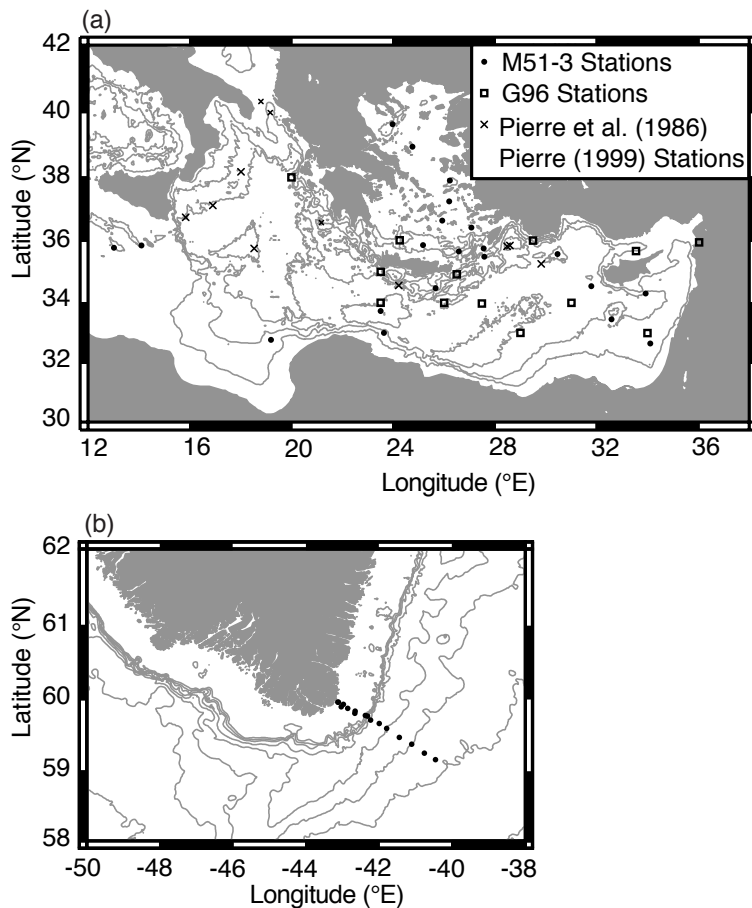 (a)
42
40
38
36
34
32
30
Latitude (°N)
M51-3 Stations
G96 Stations
Pierre et al. (1986)
Pierre (1999) Stations
12
16
20
24
28
32
36
Longitude (°E)
(b)
62
61
60
59
58
Latitude (°N)
-50
-48
-46
-44
-42
-40
-38
Longitude (°E)